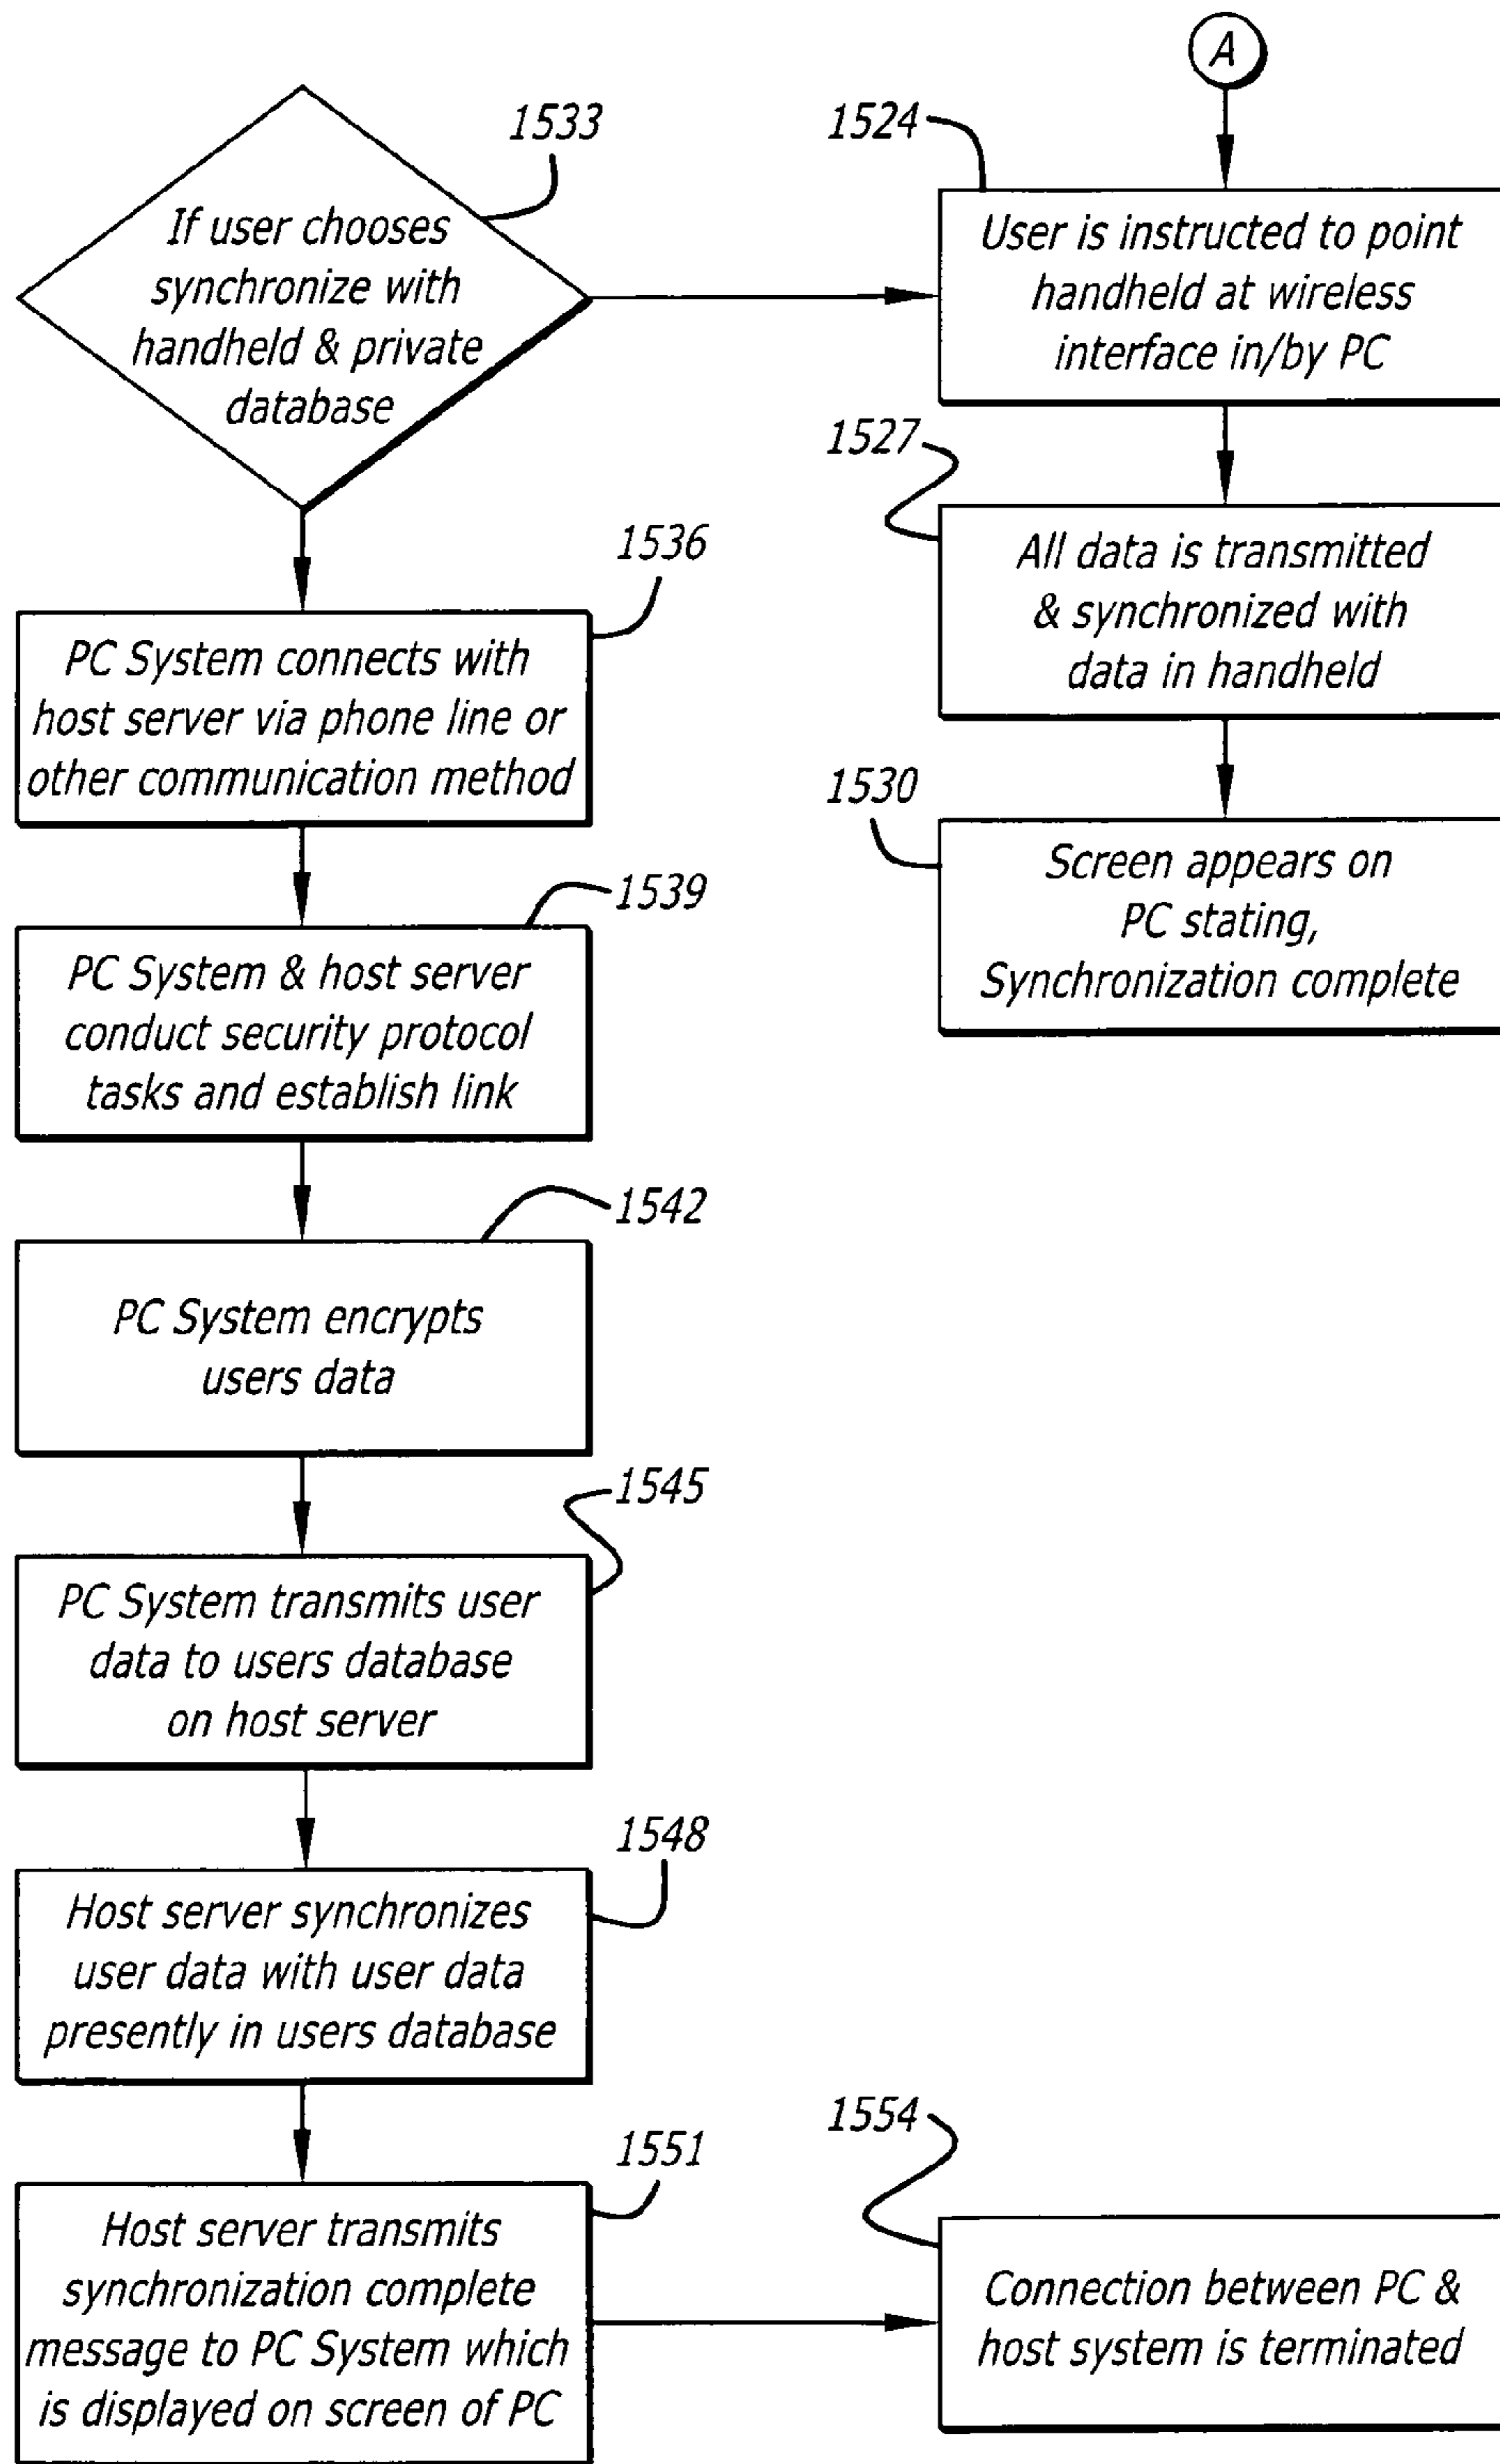 A
1533
If user chooses
synchronize with
handheld & private
database
1524
User is instructed to point
handheld at wireless
interface in/by PC
1527
All data is transmitted
& synchronized with
data in handheld
1530
Screen appears on
PC stating,
Synchronization complete
1536
PC System connects with
host server via phone line or
other communication method
1539
PC System & host server
conduct security protocol
tasks and establish link
1542
PC System encrypts
users data
1545
PC System transmits user
data to users database
on host server
1548
Host server synchronizes
user data with user data
presently in users database
1551
Host server transmits
synchronization complete
message to PC System which
is displayed on screen of PC
1554
Connection between PC &
host system is terminated